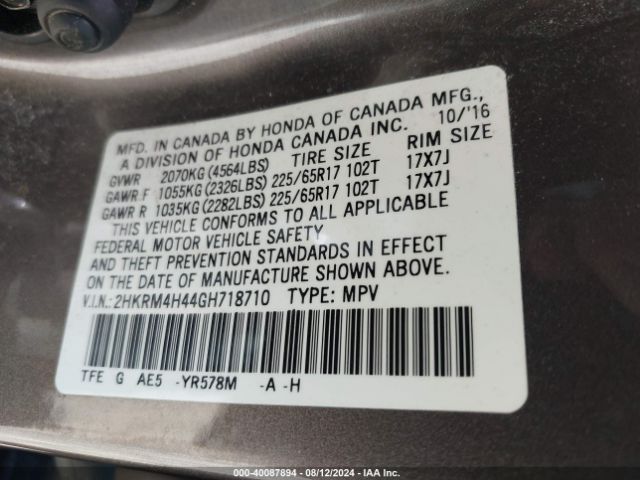 MFD. IN CANADA BY HONDA OF CANADA MFG.,
A DIVISION OF HONDA CANADA INC. 10/'16
GVWR 2070KG(4564LBS) TIRE SIZE RIM SIZE
GAWR F 1055KG(2326LBS) 225/65R17 102T 17X7J
GAWR R 1035KG(2282LBS) 225/65R17 102T 17X7J
THIS VEHICLE CONFORMS TO ALL APPLICABLE
FEDERAL MOTOR VEHICLE SAFETY
AND THEFT PREVENTION STANDARDS IN EFFECT
ON THE DATE OF MANUFACTURE SHOWN ABOVE.
V.I.N.: 2HKRM4H44GH718710 TYPE: MPV
TFE G AE5 -YR578M -A -H
000-40087894 - 08/12/2024 - IAA Inc.